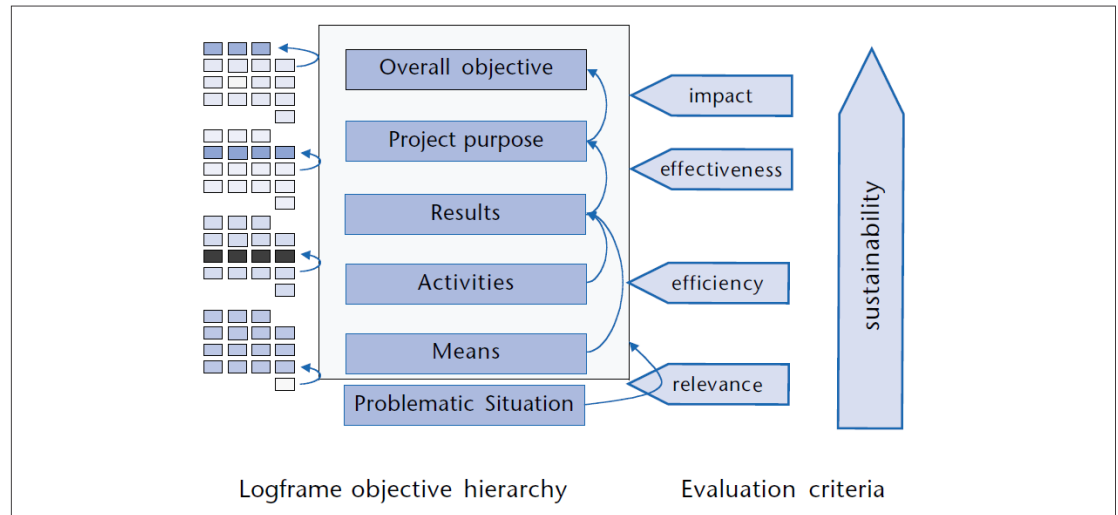 Overall objective
impact
Project purpose
effectiveness
Results
Activities
efficiency
Means
relevance
Problematic Situation
sustainability
Logframe objective hierarchy
Evaluation criteria